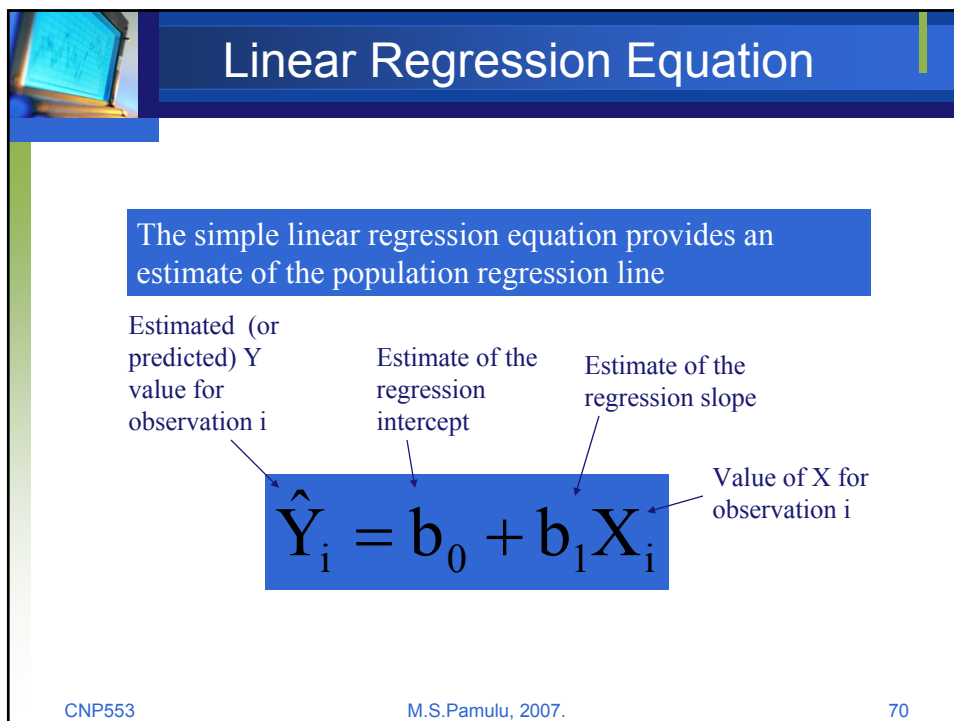 Linear Regression Equation
The simple linear regression equation provides an
estimate of the population regression line
Estimated (or
predicted) Y
value for
observation i
Estimate of the
regression
intercept
Estimate of the
regression slope
Value of X for
observation i
Ŷᵢ = b₀ + b₁Xᵢ
CNP553
M.S.Pamulu, 2007.
70